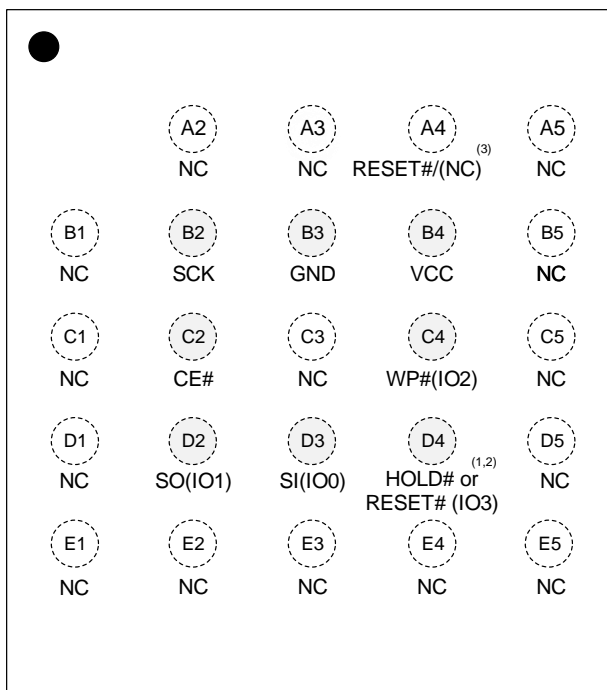 A2 A3 A4 A5
(3)
NC NC RESET#/(NC) NC
B1 B2 B3 B4 B5
NC SCK GND VCC NC
C1 C2 C3 C4 C5
NC CE# NC WP#(IO2) NC
D1 D2 D3 D4 D5
(1,2)
NC SO(IO1) SI(IO0) HOLD# or NC
RESET# (IO3)
E1 E2 E3 E4 E5
NC NC NC NC NC